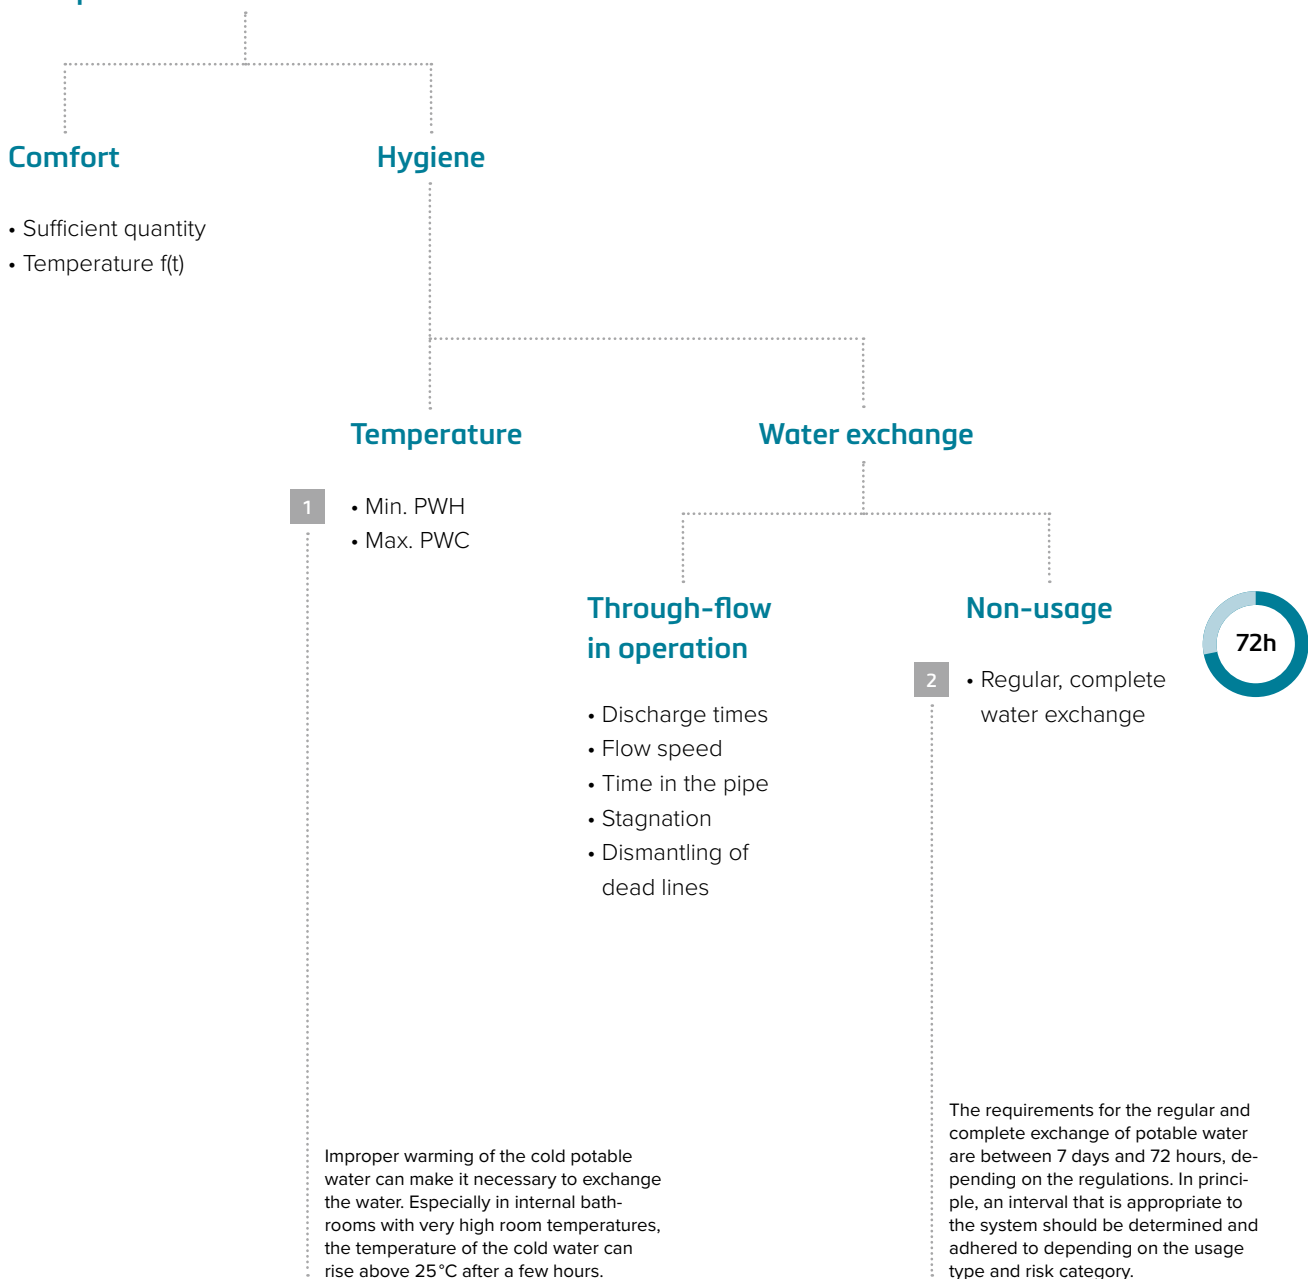 Comfort
Hygiene
• Sufficient quantity
• Temperature f(t)
Temperature
Water exchange
1
• Min. PWH
• Max. PWC
Through-flow
in operation
Non-usage
72h
2
• Regular, complete
water exchange
• Discharge times
• Flow speed
• Time in the pipe
• Stagnation
• Dismantling of
dead lines
Improper warming of the cold potable
water can make it necessary to exchange
the water. Especially in internal bath-
rooms with very high room temperatures,
the temperature of the cold water can
rise above 25°C after a few hours.
The requirements for the regular and
complete exchange of potable water
are between 7 days and 72 hours, de-
pending on the regulations. In princi-
ple, an interval that is appropriate to
the system should be determined and
adhered to depending on the usage
type and risk category.